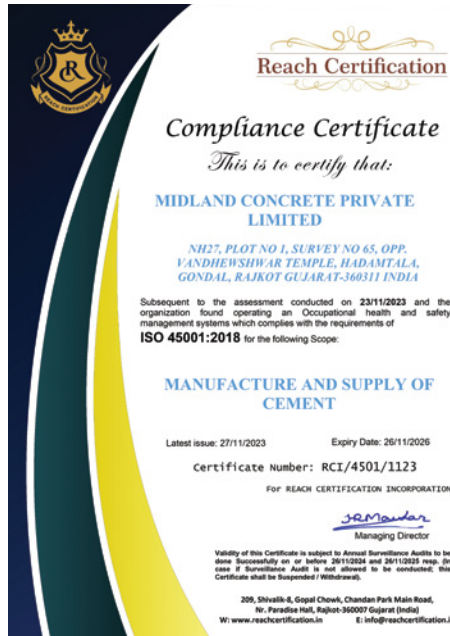 R
REACH CERTIFICATION
Reach Certification
Compliance Certificate
This is to certify that:
MIDLAND CONCRETE PRIVATE
LIMITED
NH27, PLOT NO 1, SURVEY NO 65, OPP.
VANDHEWSHWAR TEMPLE, HADAMTALA,
GONDAL, RAJKOT GUJARAT-360311 INDIA
Subsequent to the assessment conducted on 23/11/2023 and the
organization found operating an Occupational health and safety
management systems which complies with the requirements of
ISO 45001:2018 for the following Scope:
MANUFACTURE AND SUPPLY OF
CEMENT
Latest issue: 27/11/2023 Expiry Date: 26/11/2026
Certificate Number: RCI/4501/1123
For REACH CERTIFICATION INCORPORATION
Managing Director
Validity of this Certificate is subject to Annual Surveillance Audits to be
done Successfully on or before 26/11/2024 and 26/11/2025 resp. (In
case if Surveillance Audit is not allowed to be conducted; this
Certificate shall be Suspended / Withdrawal).
209, Shivalik-8, Gopal Chowk, Chandan Park Main Road,
Nr. Paradise Hall, Rajkot-360007 Gujarat (India)
W: www.reachcertification.in E: info@reachcertification.i